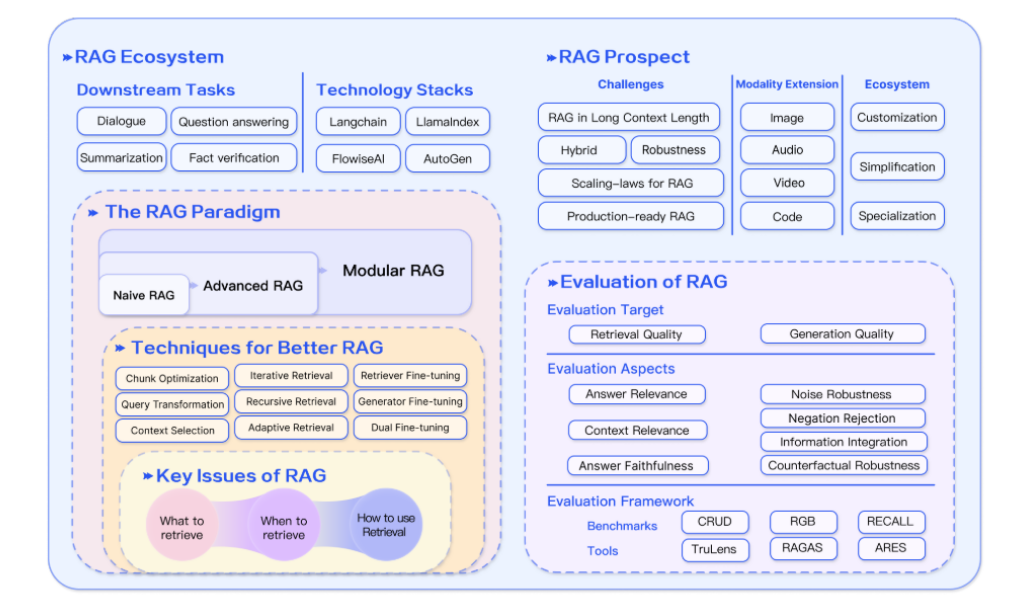 RAG Ecosystem
Downstream Tasks
Dialogue
Question answering
Summarization
Fact verification
Technology Stacks
Langchain
LlamaIndex
FlowiseAI
AutoGen
The RAG Paradigm
Naive RAG
Advanced RAG
Modular RAG
Techniques for Better RAG
Chunk Optimization
Iterative Retrieval
Retriever Fine-tuning
Query Transformation
Recursive Retrieval
Generator Fine-tuning
Context Selection
Adaptive Retrieval
Dual Fine-tuning
Key Issues of RAG
What to
retrieve
When to
retrieve
How to use
Retrieval
RAG Prospect
Challenges
RAG in Long Context Length
Hybrid
Robustness
Scaling-laws for RAG
Production-ready RAG
Modality Extension
Image
Audio
Video
Code
Ecosystem
Customization
Simplification
Specialization
Evaluation of RAG
Evaluation Target
Retrieval Quality
Generation Quality
Evaluation Aspects
Answer Relevance
Context Relevance
Answer Faithfulness
Noise Robustness
Negation Rejection
Information Integration
Counterfactual Robustness
Evaluation Framework
Benchmarks
CRUD
RGB
RECALL
Tools
TruLens
RAGAS
ARES